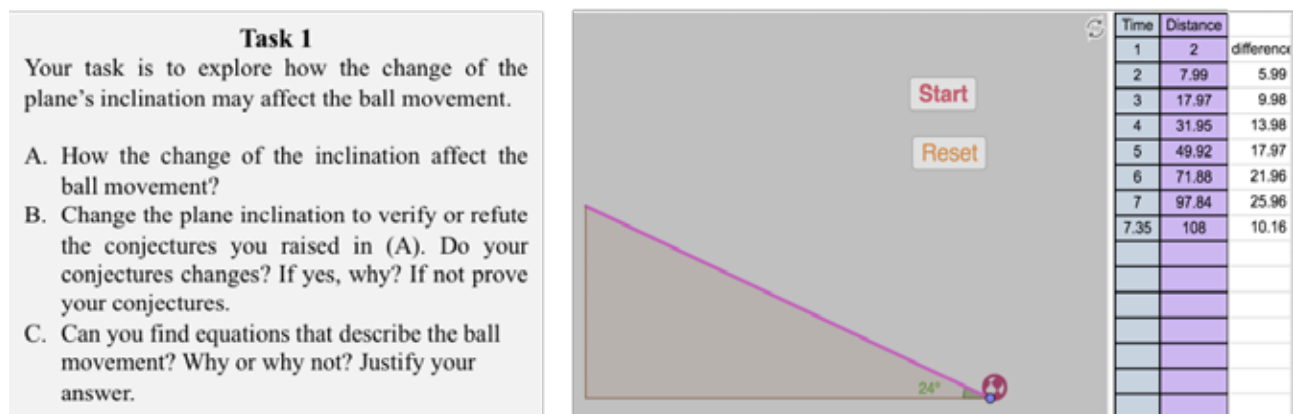 Task 1
Your task is to explore how the change of the
plane's inclination may affect the ball movement.
A. How the change of the inclination affect the
ball movement?
B. Change the plane inclination to verify or refute
the conjectures you raised in (A). Do your
conjectures changes? If yes, why? If not prove
your conjectures.
C. Can you find equations that describe the ball
movement? Why or why not? Justify your
answer.
Start
Reset
24°
Time Distance
1 2 difference
2 7.99 5.99
3 17.97 9.98
4 31.95 13.98
5 49.92 17.97
6 71.88 21.96
7 97.84 25.96
7.35 108 10.16